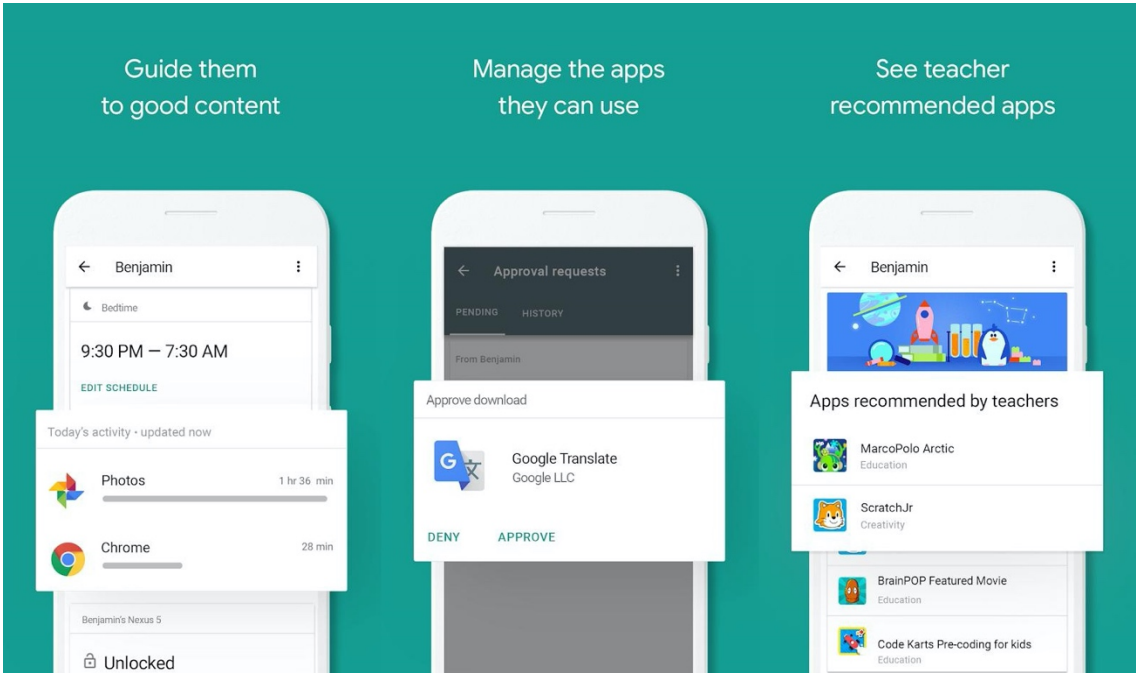 Guide them
to good content
Benjamin
Bedtime
9:30 PM — 7:30 AM
EDIT SCHEDULE
Today's activity • updated now
Photos 1 hr 36 min
Chrome 28 min
Benjamin's Nexus 5
Unlocked
Manage the apps
they can use
Approval requests
PENDING HISTORY
From Benjamin
Approve download
G 文
Google Translate
Google LLC
DENY APPROVE
See teacher
recommended apps
Benjamin
Apps recommended by teachers
MarcoPolo Arctic
Education
ScratchJr
Creativity
BrainPOP Featured Movie
Education
Code Karts Pre-coding for kids
Education